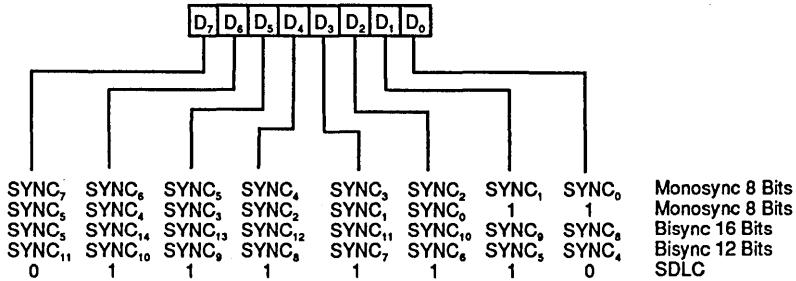 D₇ D₆ D₅ D₄ D₃ D₂ D₁ D₀
SYNC₇ SYNC₆ SYNC₅ SYNC₄ SYNC₃ SYNC₂ SYNC₁ SYNC₀ Monosync 8 Bits
SYNC₅ SYNC₄ SYNC₃ SYNC₂ SYNC₁ SYNC₀ 1 1 Monosync 8 Bits
SYNC₅ SYNC₁₄ SYNC₁₃ SYNC₁₂ SYNC₁₁ SYNC₁₀ SYNC₉ SYNC₈ Bisync 16 Bits
SYNC₁₁ SYNC₁₀ SYNC₉ SYNC₈ SYNC₇ SYNC₆ SYNC₅ SYNC₄ Bisync 12 Bits
0 1 1 1 1 1 1 0 SDLC